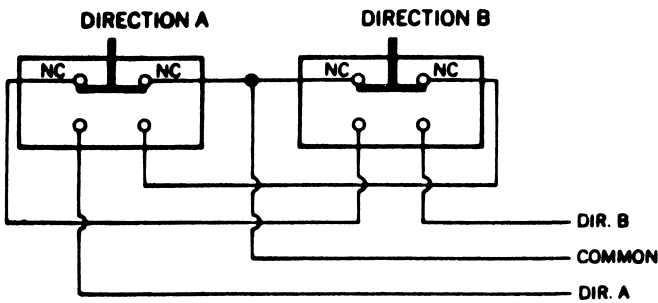 DIRECTION A
DIRECTION B
NC NC
NC NC
DIR. B
COMMON
DIR. A